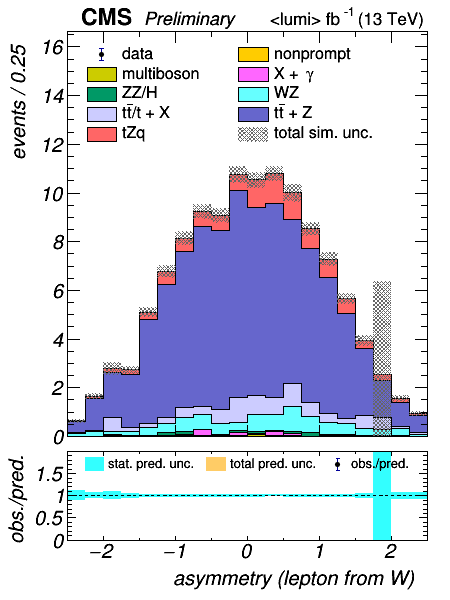 CMS Preliminary <lumi> fb⁻¹ (13 TeV)
events / 0.25
16
14
12
10
8
6
4
2
0
data
nonprompt
multiboson
X + γ
ZZ/H
WZ
tt̄/t + X
tt̄ + Z
tZq
total sim. unc.
obs./pred.
1.5
1
0.5
0
stat. pred. unc.
total pred. unc.
obs./pred.
−2 −1 0 1 2
asymmetry (lepton from W)